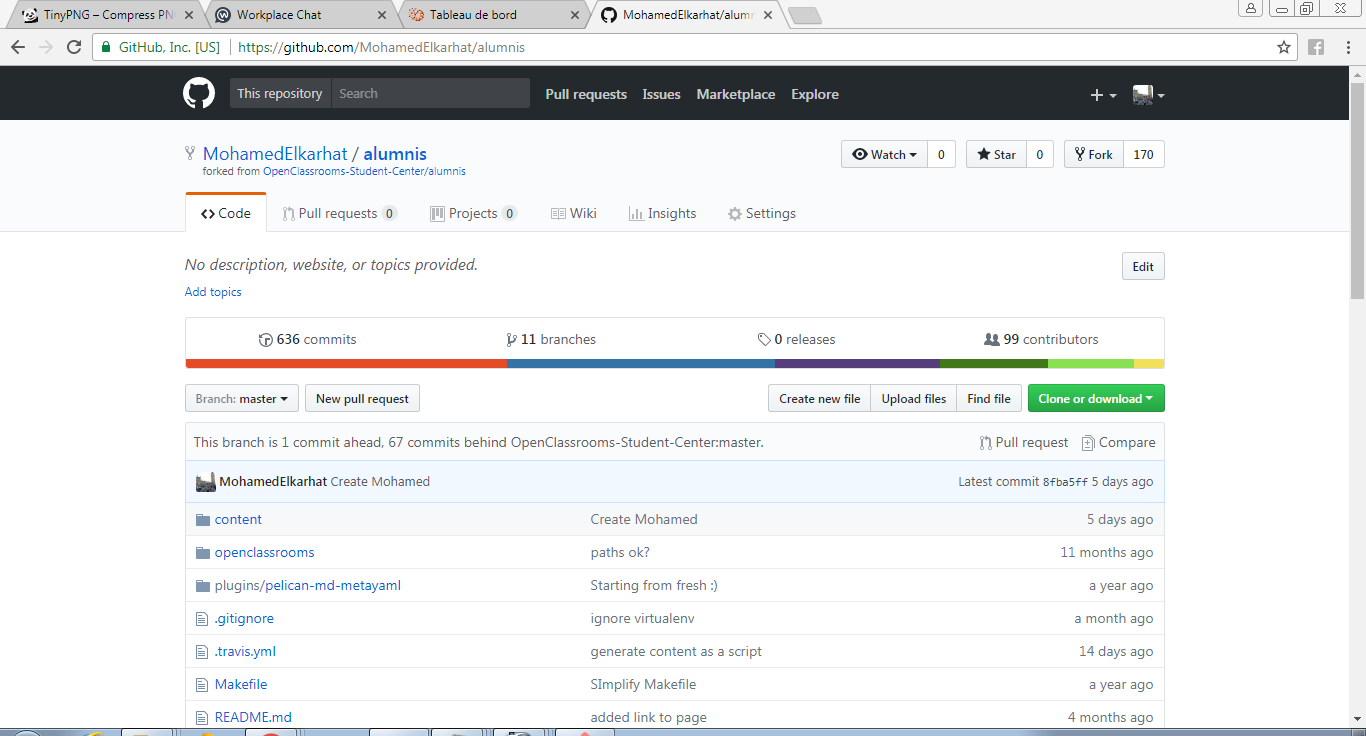 TinyPNG – Compress PN
Workplace Chat
Tableau de bord
MohamedElkarhat/alumn
GitHub, Inc. [US] https://github.com/MohamedElkarhat/alumnis
This repository Search Pull requests Issues Marketplace Explore
MohamedElkarhat / alumnis
Watch 0 Star 0 Fork 170
forked from OpenClassrooms-Student-Center/alumnis
Code Pull requests 0 Projects 0 Wiki Insights Settings
No description, website, or topics provided.
Edit
Add topics
636 commits 11 branches 0 releases 99 contributors
Branch: master New pull request Create new file Upload files Find file Clone or download
This branch is 1 commit ahead, 67 commits behind OpenClassrooms-Student-Center:master. Pull request Compare
MohamedElkarhat Create Mohamed Latest commit 8fba5ff 5 days ago
content Create Mohamed 5 days ago
openclassrooms paths ok? 11 months ago
plugins/pelican-md-metayaml Starting from fresh :) a year ago
.gitignore ignore virtualenv a month ago
.travis.yml generate content as a script 14 days ago
Makefile SImplify Makefile a year ago
README.md added link to page 4 months ago